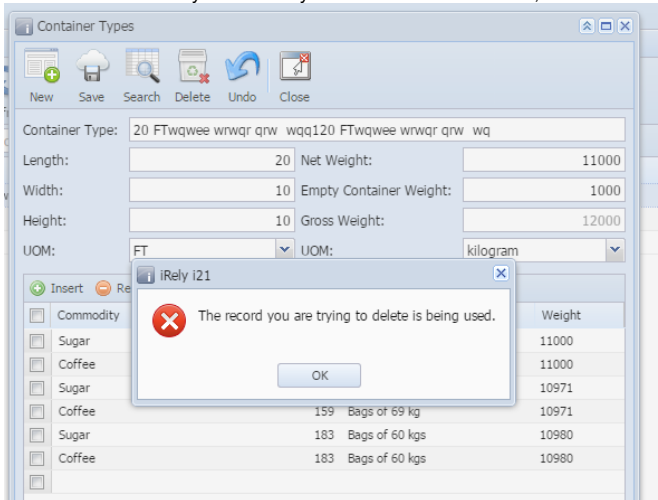 Container Types
New Save Search Delete Undo Close
Container Type: 20 FTwqwee wrwqr qrw wqq120 FTwqwee wrwqr qrw wq
Length: 20 Net Weight: 11000
Width: 10 Empty Container Weight: 1000
Height: 10 Gross Weight: 12000
UOM: FT UOM: kilogram
iRely i21
Insert Re
The record you are trying to delete is being used.
OK
Commodity Weight
Sugar 11000
Coffee 11000
Sugar 10971
Coffee 159 Bags of 69 kg 10971
Sugar 183 Bags of 60 kgs 10980
Coffee 183 Bags of 60 kgs 10980